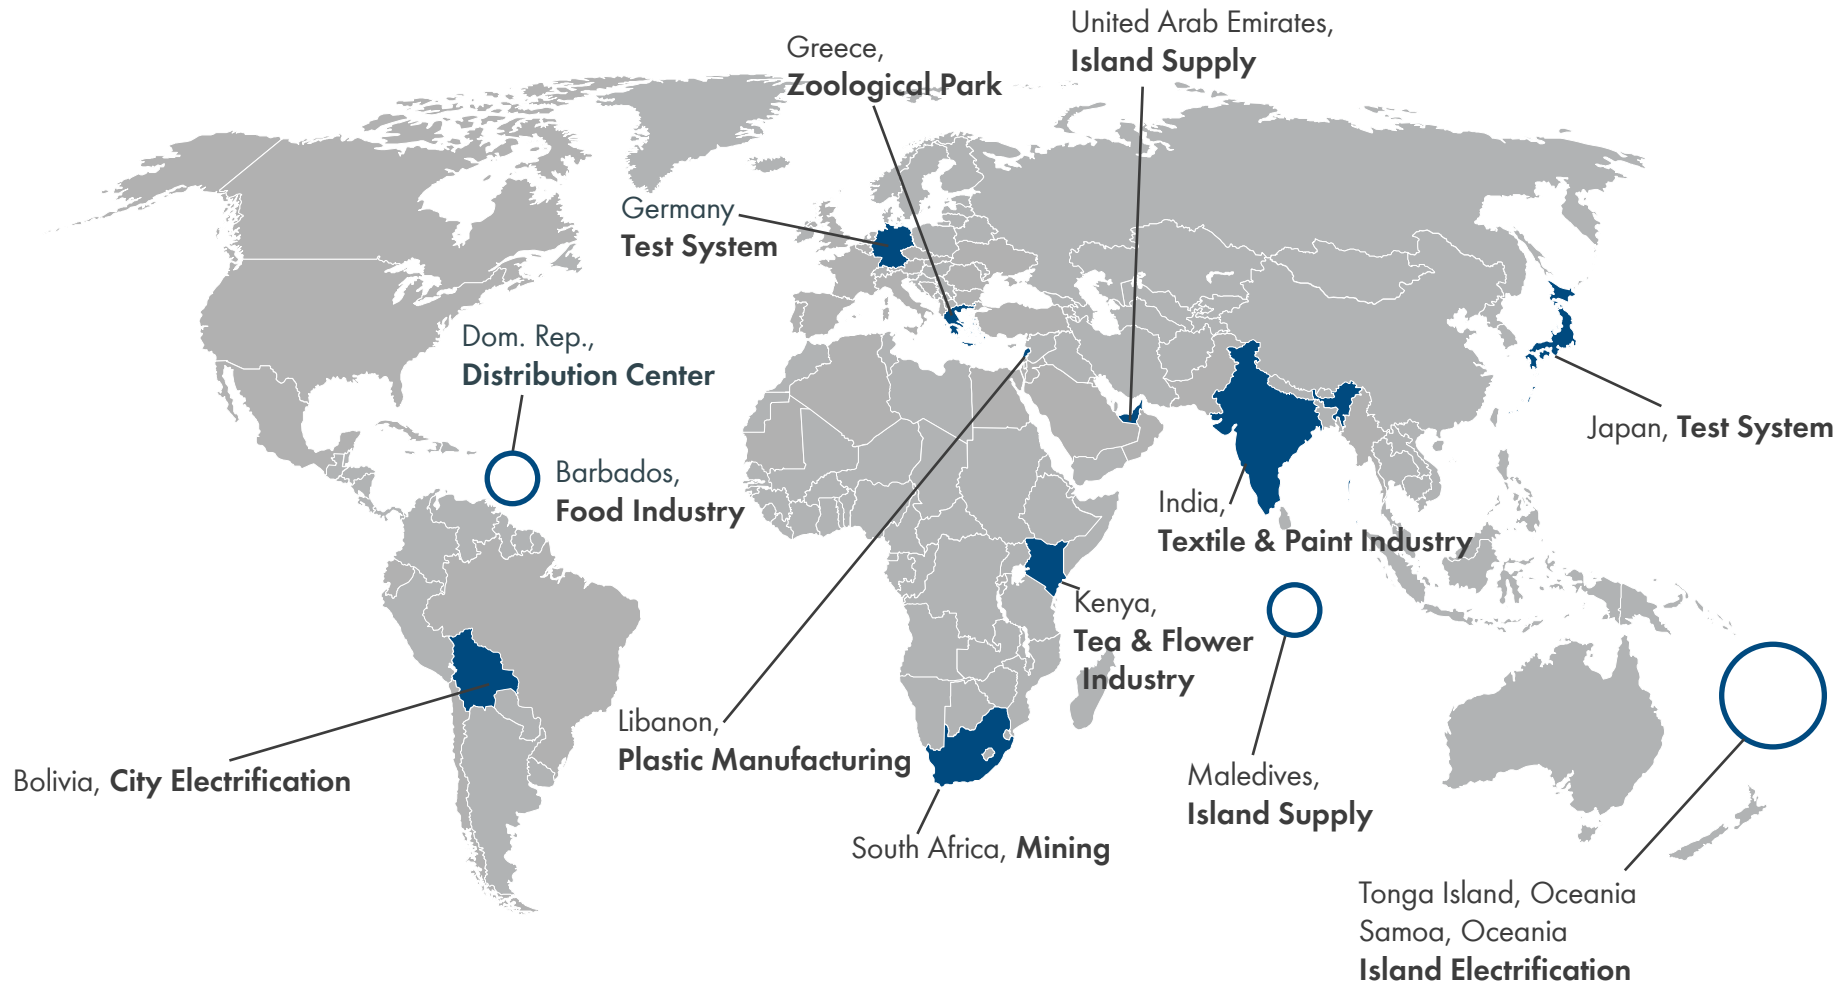 United Arab Emirates,
Island Supply
Greece,
Zoological Park
Germany
Test System
Dom. Rep.,
Distribution Center
Barbados,
Food Industry
Japan, Test System
India,
Textile & Paint Industry
Kenya,
Tea & Flower
Industry
Libanon,
Plastic Manufacturing
Bolivia, City Electrification
Maledives,
Island Supply
South Africa, Mining
Tonga Island, Oceania
Samoa, Oceania
Island Electrification